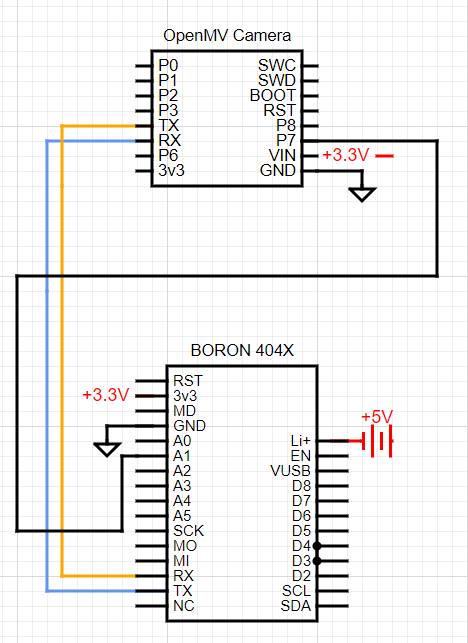 OpenMV Camera
P0 SWC
P1 SWD
P2 BOOT
P3 RST
TX P8
RX P7
P6 VIN +3.3V
3v3 GND
BORON 404X
RST
+3.3V 3v3
MD
GND
+5V
A0 Li+
A1 EN
A2 VUSB
A3 D8
A4 D7
A5 D6
SCK D5
MO D4
MI D3
RX D2
TX SCL
NC SDA